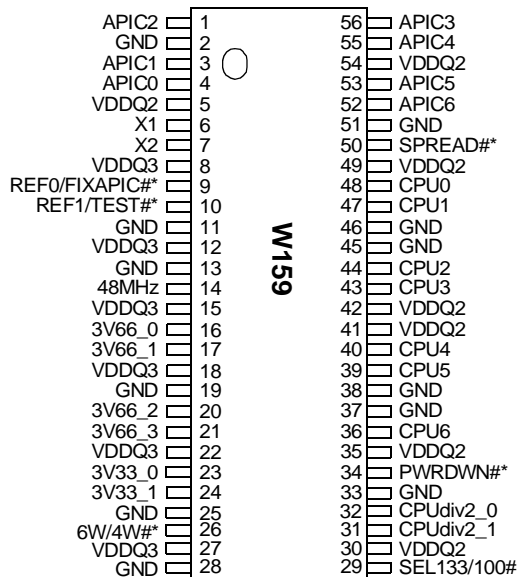 APIC2 1 56 APIC3
GND 2 55 APIC4
APIC1 3 54 VDDQ2
APIC0 4 53 APIC5
VDDQ2 5 52 APIC6
X1 6 51 GND
X2 7 50 SPREAD#*
VDDQ3 8 49 VDDQ2
REF0/FIXAPIC#* 9 48 CPU0
REF1/TEST#* 10 47 CPU1
GND 11 46 GND
VDDQ3 12 45 GND
GND 13 44 CPU2
48MHz 14 43 CPU3
VDDQ3 15 42 VDDQ2
3V66_0 16 41 VDDQ2
3V66_1 17 40 CPU4
VDDQ3 18 39 CPU5
GND 19 38 GND
3V66_2 20 37 GND
3V66_3 21 36 CPU6
VDDQ3 22 35 VDDQ2
3V33_0 23 34 PWRDWN#*
3V33_1 24 33 GND
GND 25 32 CPUdiv2_0
6W/4W#* 26 31 CPUdiv2_1
VDDQ3 27 30 VDDQ2
GND 28 29 SEL133/100#
W159